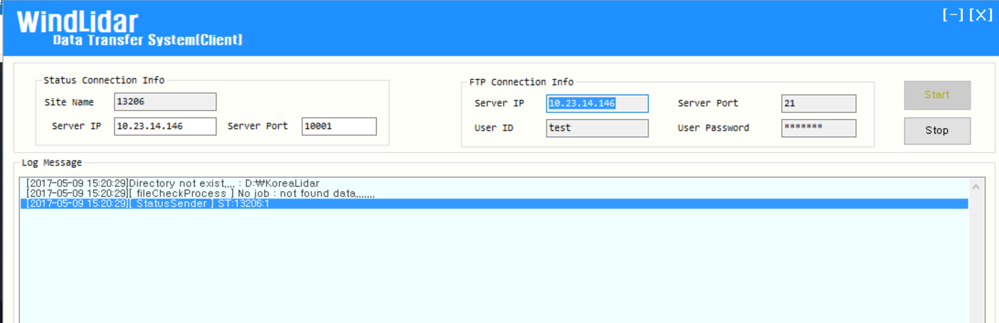 WindLidar
Data Transfer System(Client)
[-] [X]
Status Connection Info
Site Name 13206
Server IP 10.23.14.146 Server Port 10001
FTP Connection Info
Server IP 10.23.14.146 Server Port 21
User ID test User Password *******
Start
Stop
Log Message
[2017-05-09 15:20:29]Directory not exist,,,, : D:₩KoreaLidar
[2017-05-09 15:20:29][ fileCheckProcess ] No job : not found data,,,,,,,
[2017-05-09 15:20:29][ StatusSender ] ST:13206:1